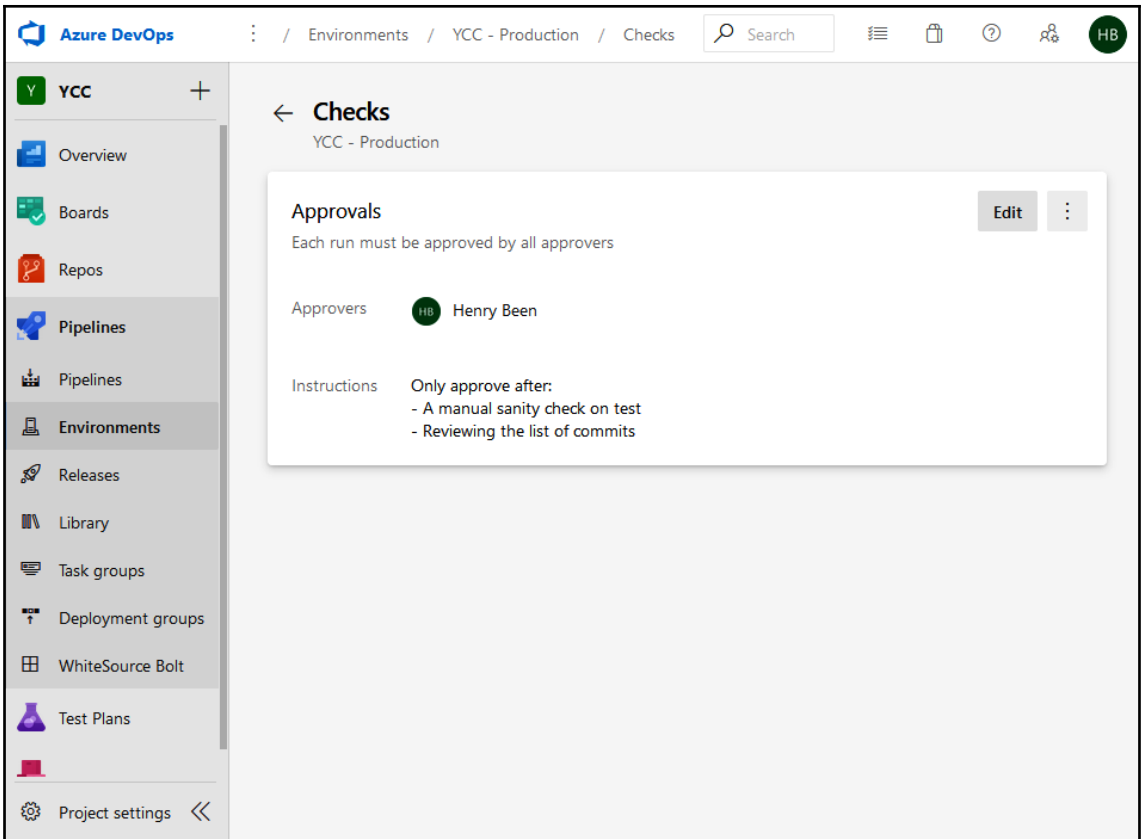 Azure DevOps
/ Environments / YCC - Production / Checks
Search
HB
Y YCC
Overview
Boards
Repos
Pipelines
Pipelines
Environments
Releases
Library
Task groups
Deployment groups
WhiteSource Bolt
Test Plans
Project settings
Checks
YCC - Production
Approvals
Edit
Each run must be approved by all approvers
Approvers HB Henry Been
Instructions Only approve after:
- A manual sanity check on test
- Reviewing the list of commits